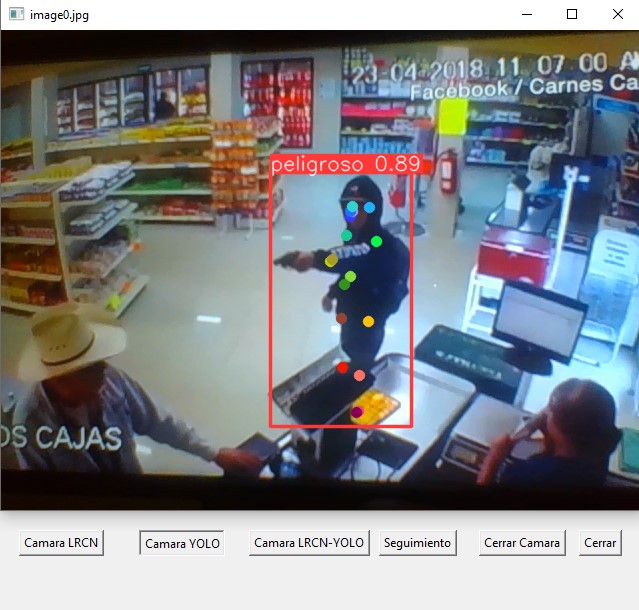 image0.jpg
23-04-2018 11 07 00 A
Facebook / Carnes Ca
peligroso 0.89
OS CAJAS
Camara LRCN
Camara YOLO
Camara LRCN-YOLO
Seguimiento
Cerrar Camara
Cerrar